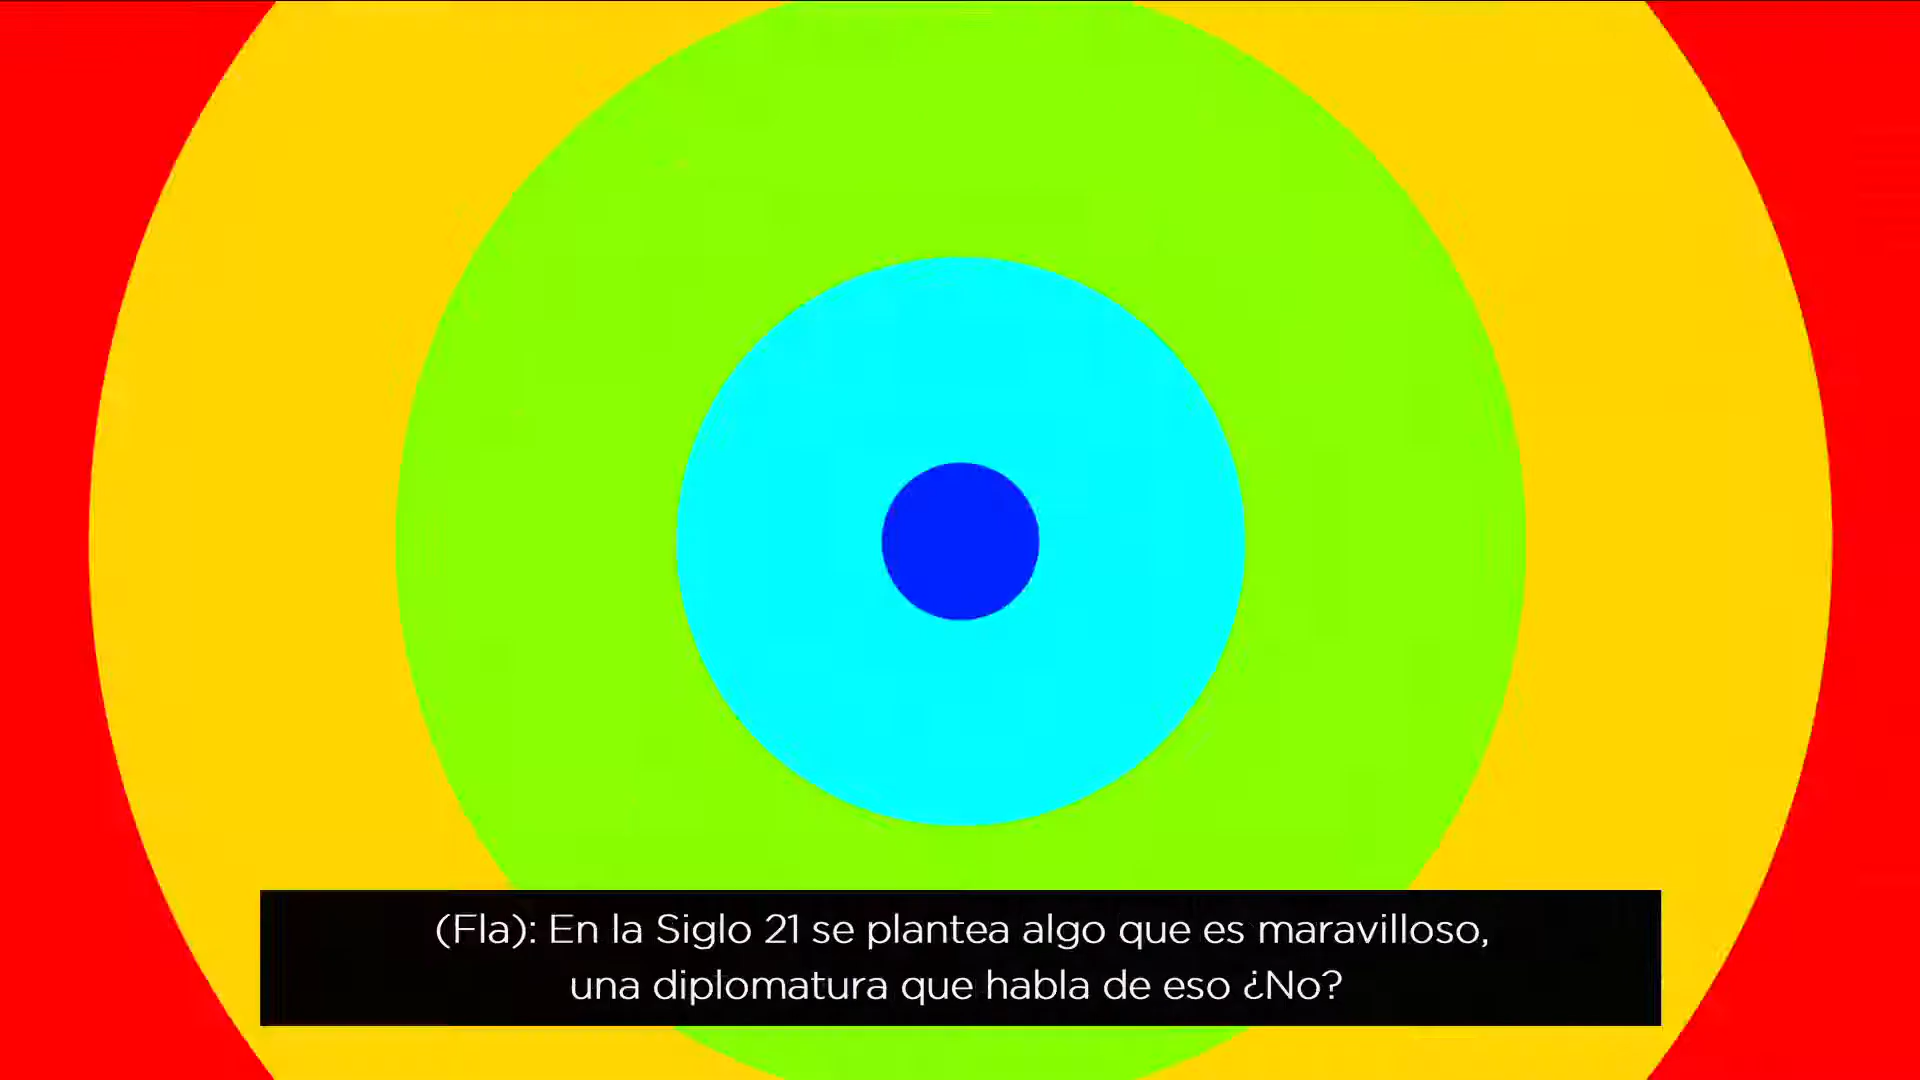 (Fla): En la Siglo 21 se plantea algo que es maravilloso,
una diplomatura que habla de eso ¿No?